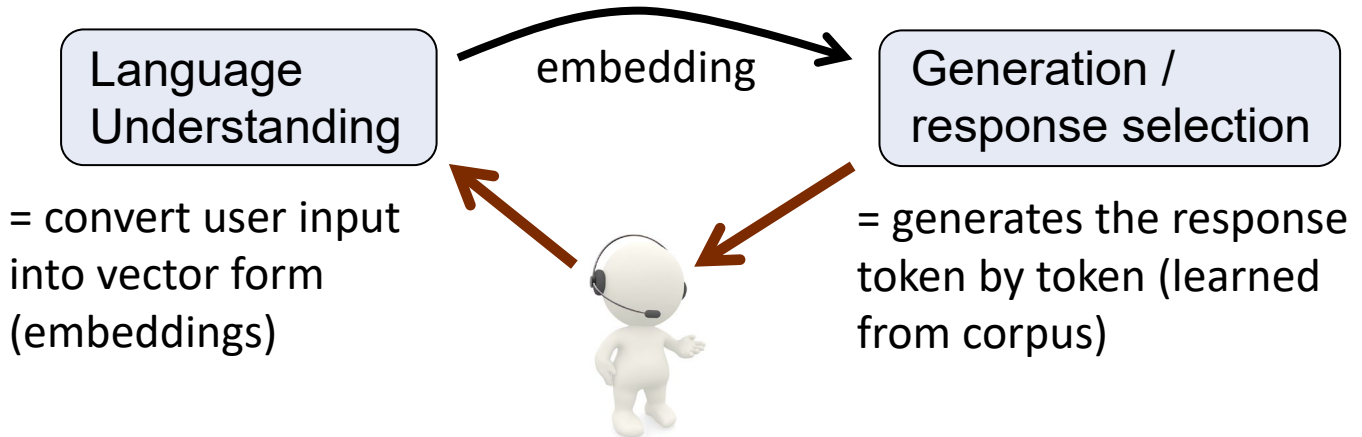 Language
Understanding
embedding
Generation /
response selection
= convert user input
into vector form
(embeddings)
= generates the response
token by token (learned
from corpus)